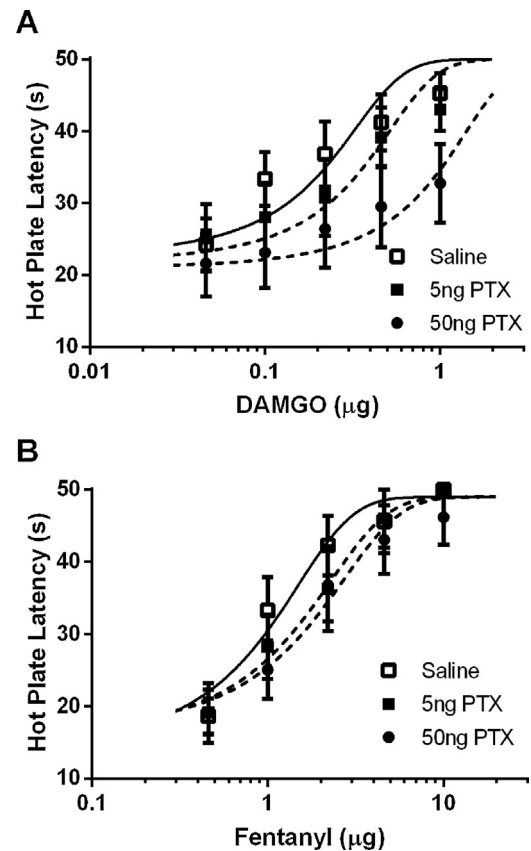 A
Hot Plate Latency (s)
50
40
30
20
10
0.01
0.1
1
DAMGO (μg)
Saline
5ng PTX
50ng PTX
B
Hot Plate Latency (s)
50
40
30
20
10
0.1
1
10
Fentanyl (μg)
Saline
5ng PTX
50ng PTX